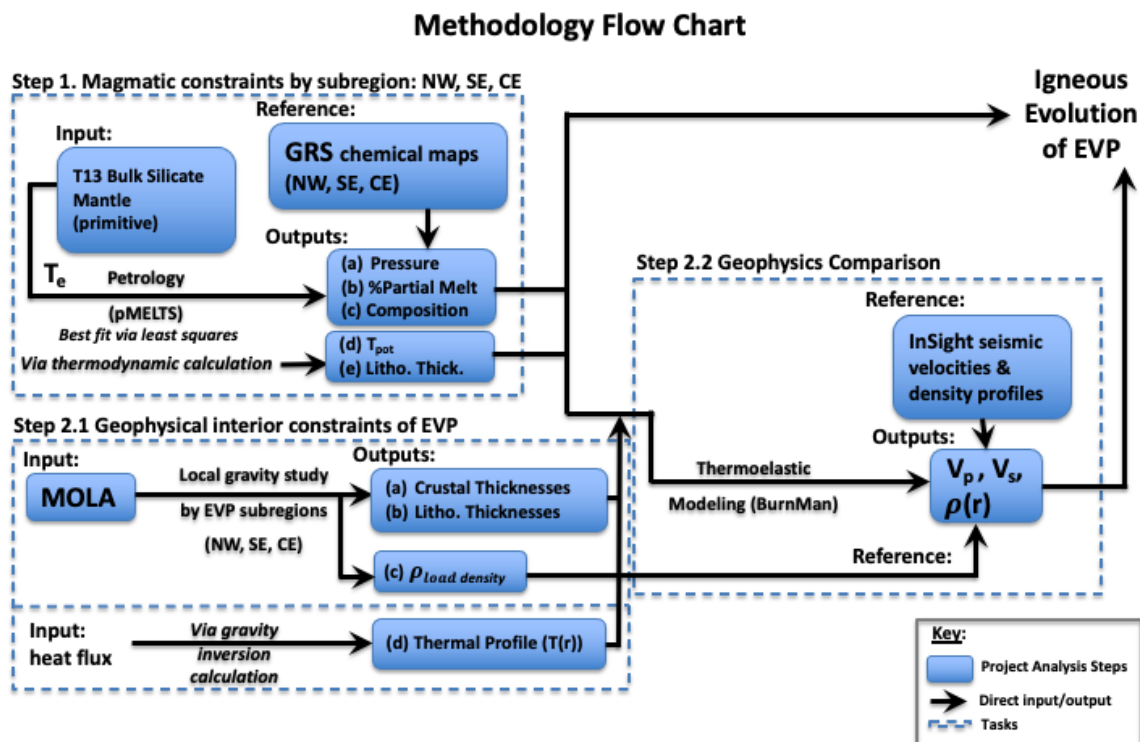 Methodology Flow Chart
Step 1. Magmatic constraints by subregion: NW, SE, CE
Input:
T13 Bulk Silicate
Mantle
(primitive)
Reference:
GRS chemical maps
(NW, SE, CE)
Outputs:
(a) Pressure
(b) %Partial Melt
(c) Composition
Te
Petrology
(pMELTS)
Best fit via least squares
Via thermodynamic calculation
(d) Tpot
(e) Litho. Thick.
Igneous
Evolution
of EVP
Step 2.1 Geophysical interior constraints of EVP
Input:
MOLA
Local gravity study
by EVP subregions
(NW, SE, CE)
Outputs:
(a) Crustal Thicknesses
(b) Litho. Thicknesses
(c) ρload density
Input:
heat flux
Via gravity
inversion
calculation
(d) Thermal Profile (T(r))
Step 2.2 Geophysics Comparison
Reference:
InSight seismic
velocities &
density profiles
Outputs:
Vp, Vs,
ρ(r)
Thermoelastic
Modeling (BurnMan)
Reference:
Key:
Project Analysis Steps
Direct input/output
Tasks